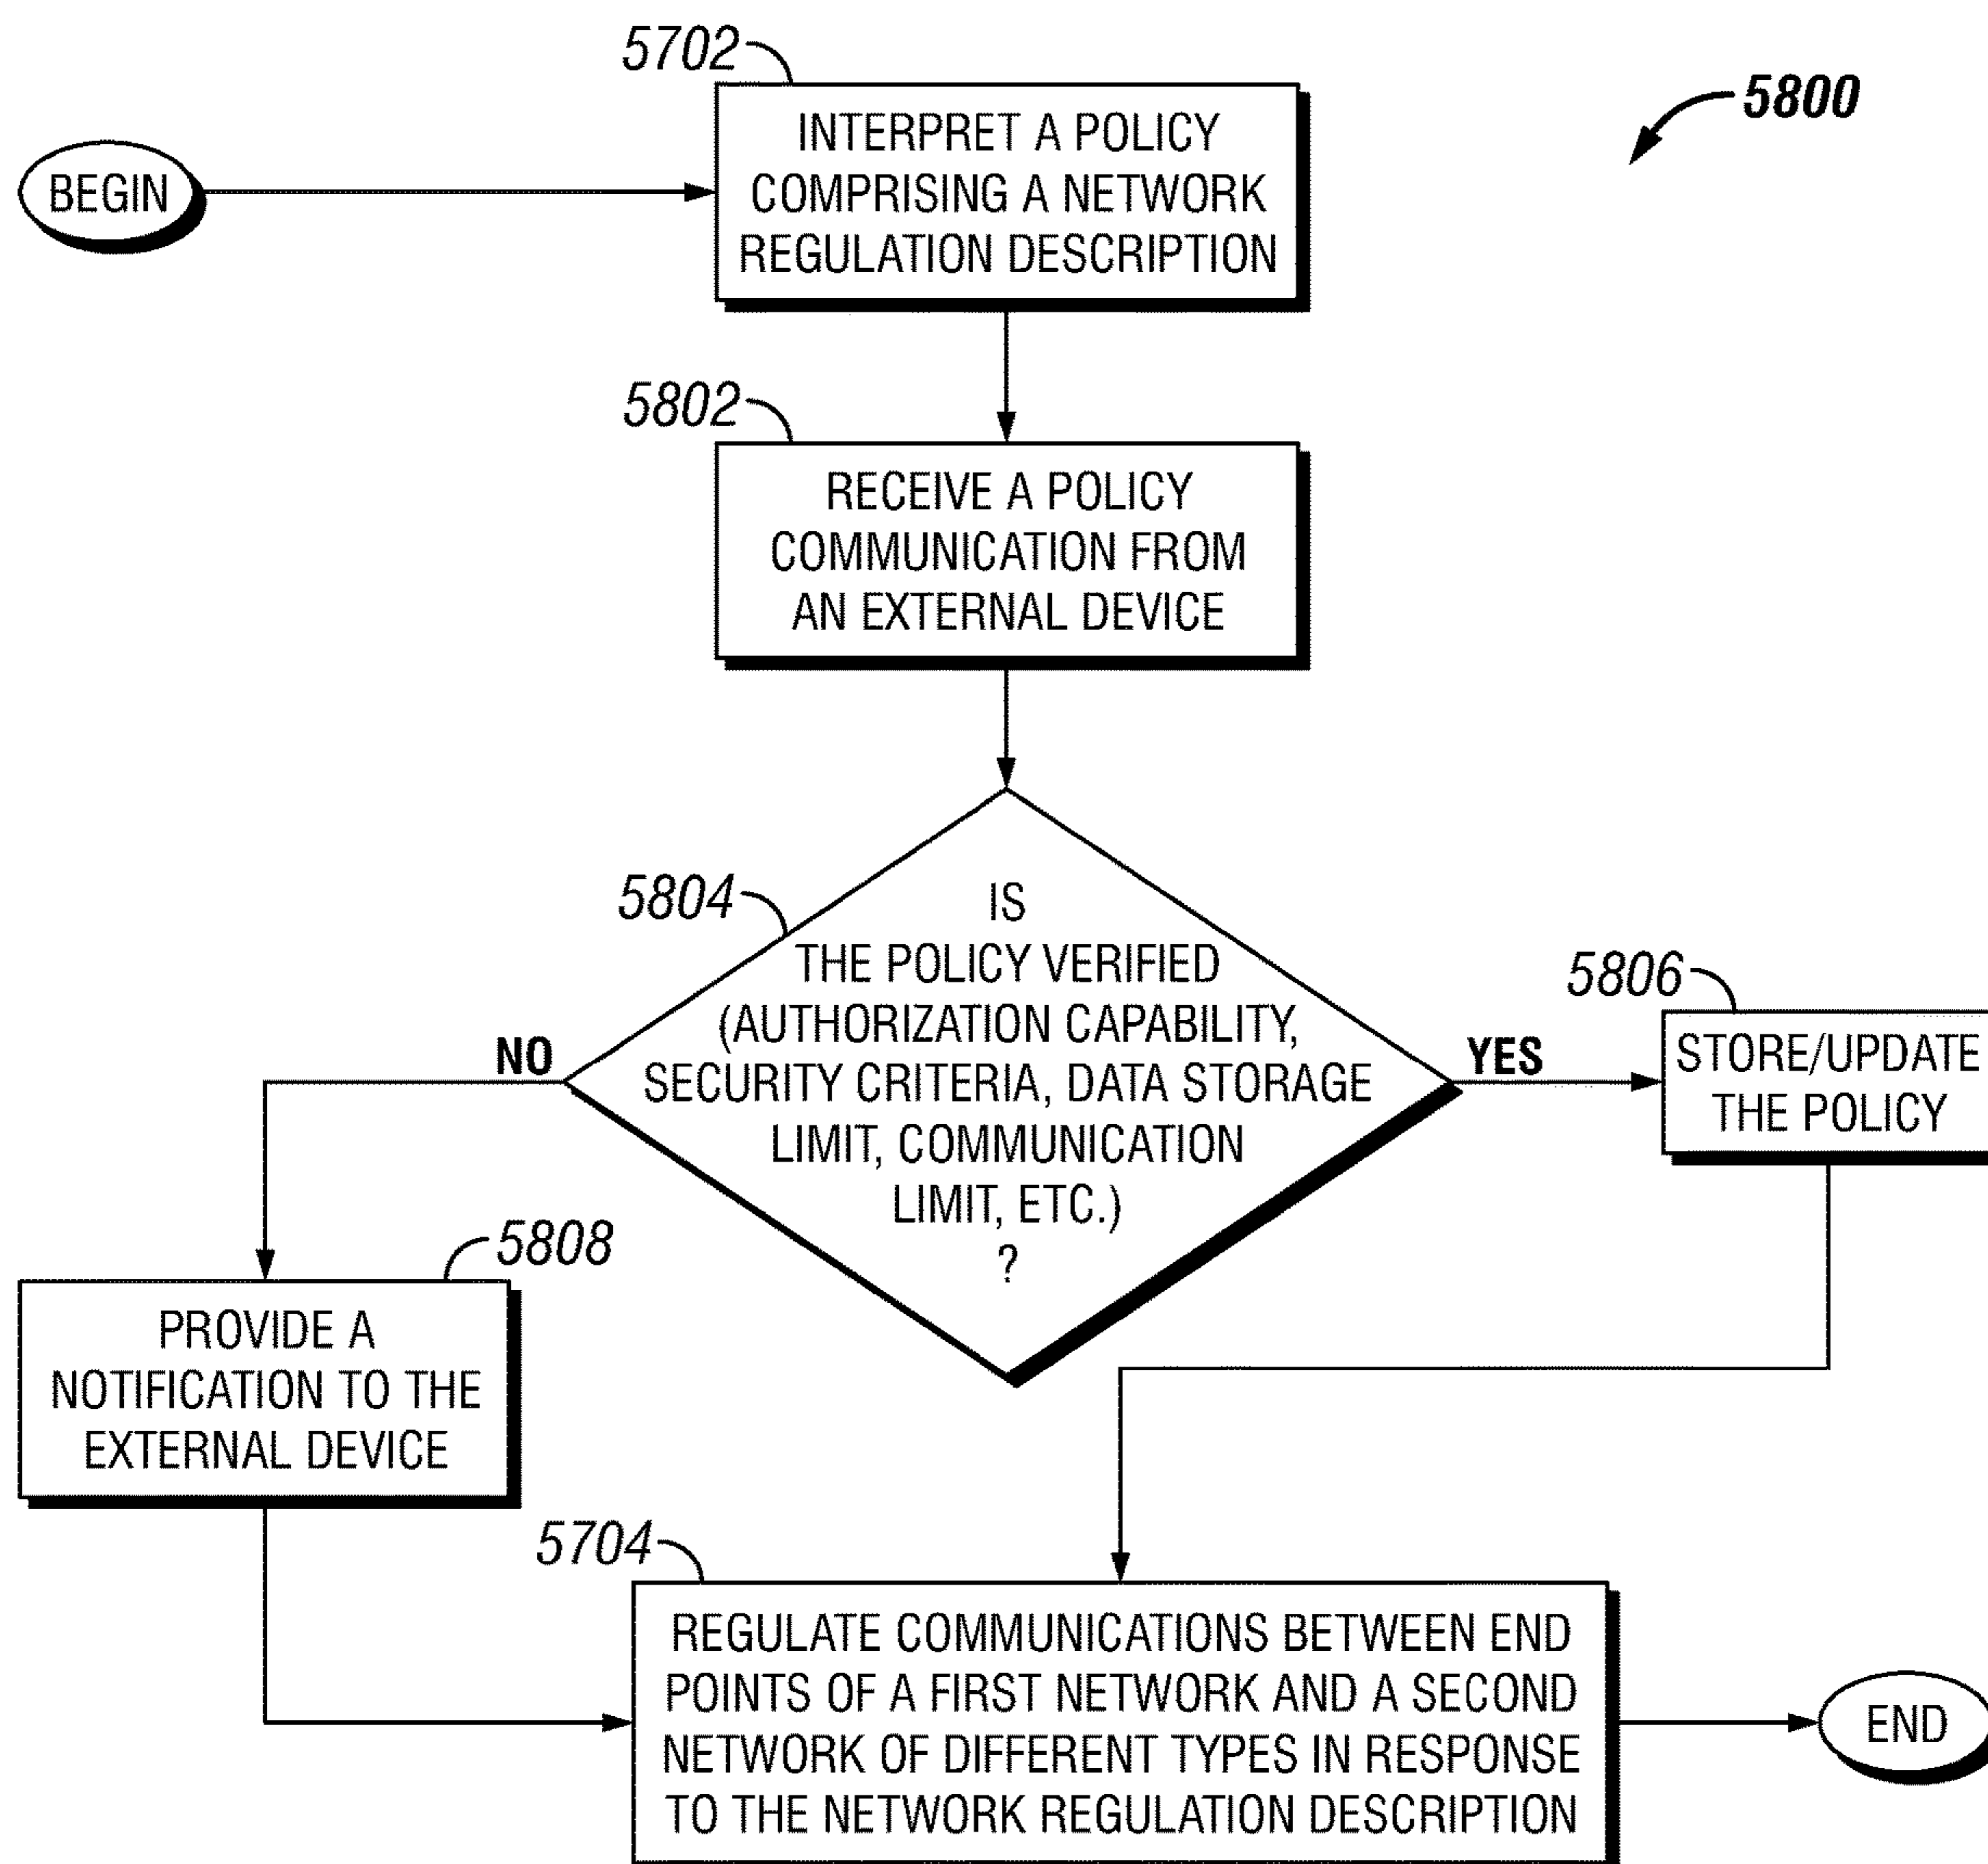 5702
5800
BEGIN
INTERPRET A POLICY
COMPRISING A NETWORK
REGULATION DESCRIPTION
5802
RECEIVE A POLICY
COMMUNICATION FROM
AN EXTERNAL DEVICE
5804
IS
THE POLICY VERIFIED
(AUTHORIZATION CAPABILITY,
SECURITY CRITERIA, DATA STORAGE
LIMIT, COMMUNICATION
LIMIT, ETC.)
?
NO
YES
5806
STORE/UPDATE
THE POLICY
5808
PROVIDE A
NOTIFICATION TO THE
EXTERNAL DEVICE
5704
REGULATE COMMUNICATIONS BETWEEN END
POINTS OF A FIRST NETWORK AND A SECOND
NETWORK OF DIFFERENT TYPES IN RESPONSE
TO THE NETWORK REGULATION DESCRIPTION
END